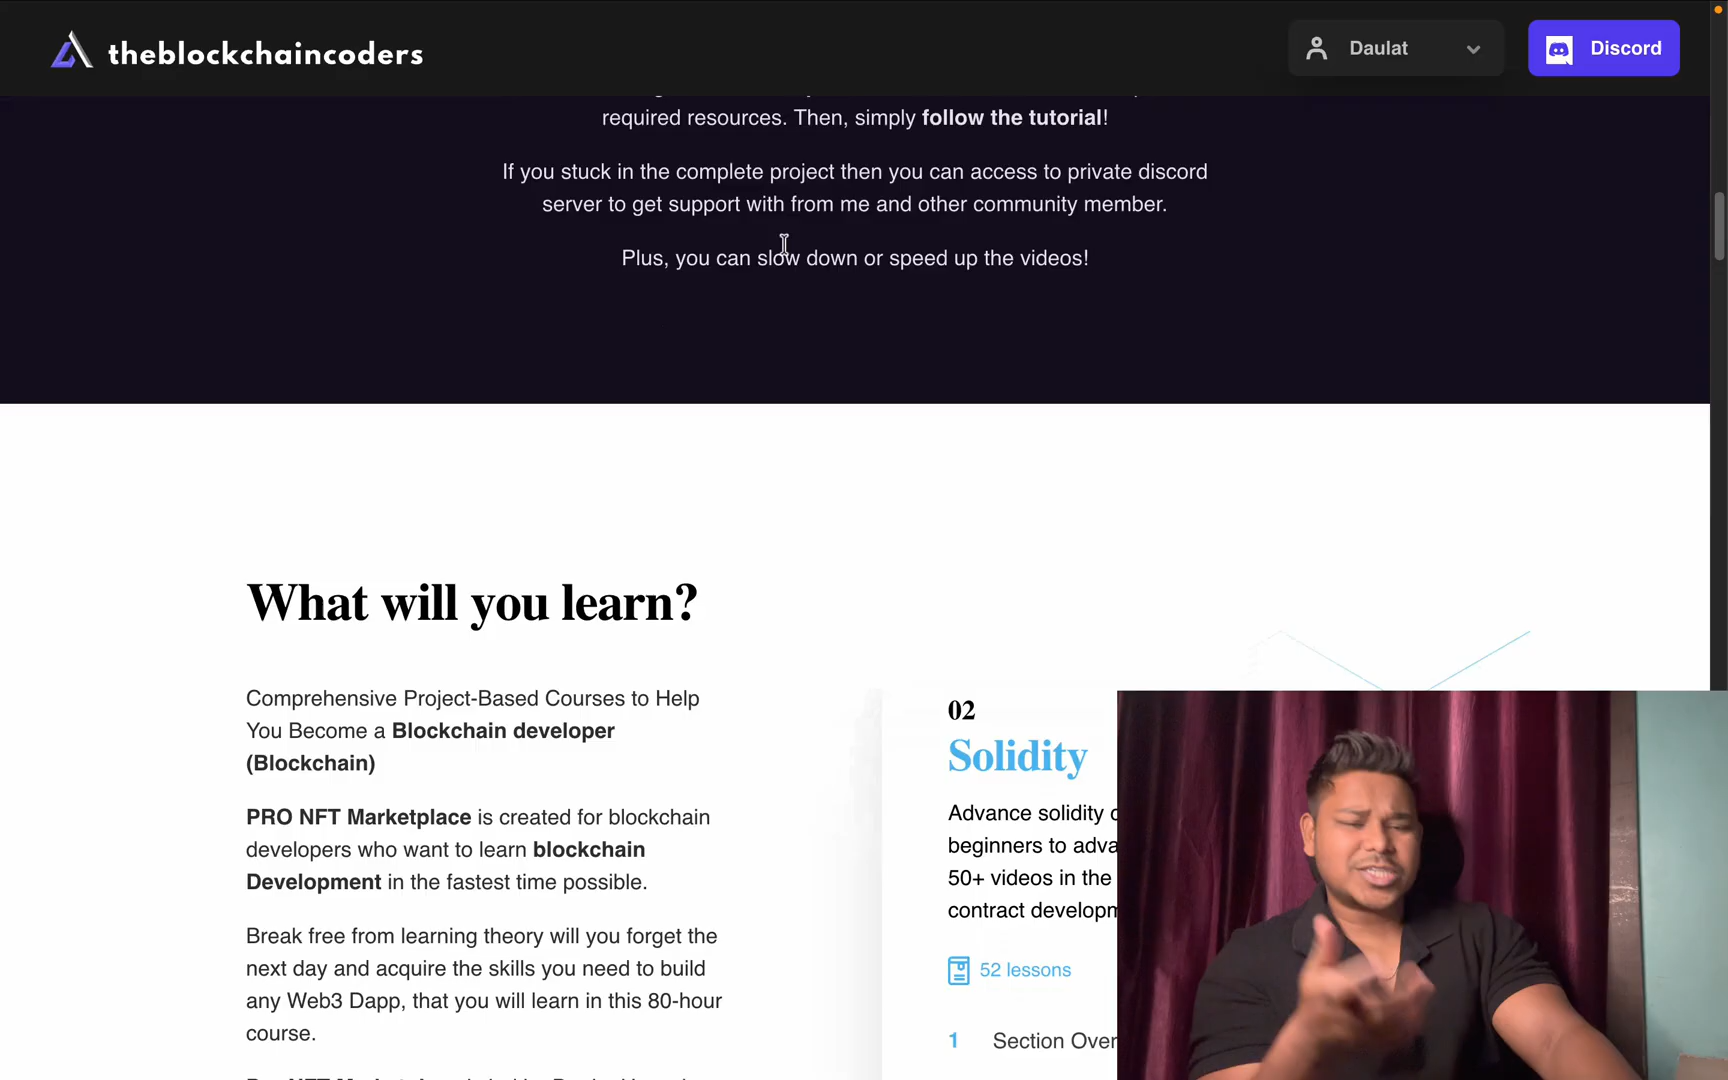 theblockchaincoders
Daulat
Discord
required resources. Then, simply follow the tutorial!
If you stuck in the complete project then you can access to private discord
server to get support with from me and other community member.
Plus, you can slow down or speed up the videos!
What will you learn?
Comprehensive Project-Based Courses to Help
You Become a Blockchain developer
(Blockchain)
PRO NFT Marketplace is created for blockchain
developers who want to learn blockchain
Development in the fastest time possible.
Break free from learning theory will you forget the
next day and acquire the skills you need to build
any Web3 Dapp, that you will learn in this 80-hour
course.
02
Solidity
Advance solidity
beginners to adva
50+ videos in the
contract developm
52 lessons
1 Section Over